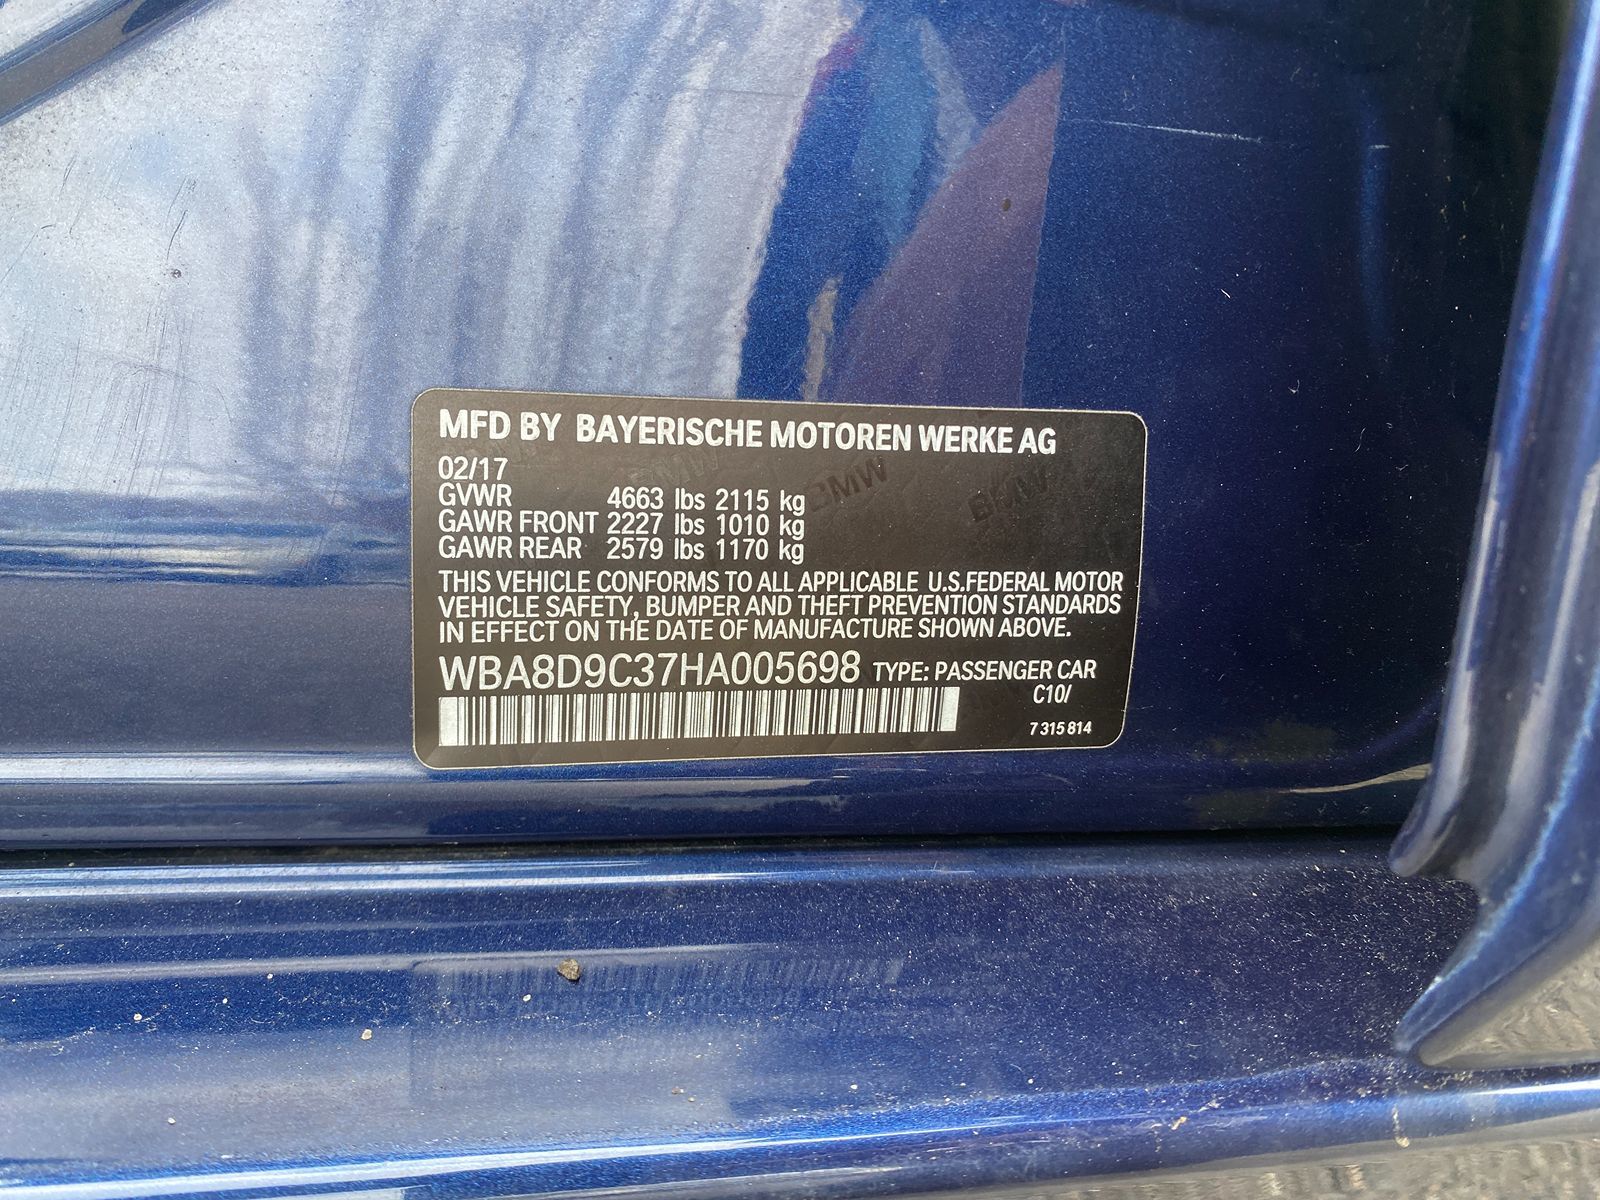 MFD BY BAYERISCHE MOTOREN WERKE AG
02/17
GVWR 4663 lbs 2115 kg
GAWR FRONT 2227 lbs 1010 kg
GAWR REAR 2579 lbs 1170 kg
THIS VEHICLE CONFORMS TO ALL APPLICABLE U.S.FEDERAL MOTOR
VEHICLE SAFETY, BUMPER AND THEFT PREVENTION STANDARDS
IN EFFECT ON THE DATE OF MANUFACTURE SHOWN ABOVE.
WBA8D9C37HA005698 TYPE: PASSENGER CAR
C10/
7 315 814
BMW BMW BMW